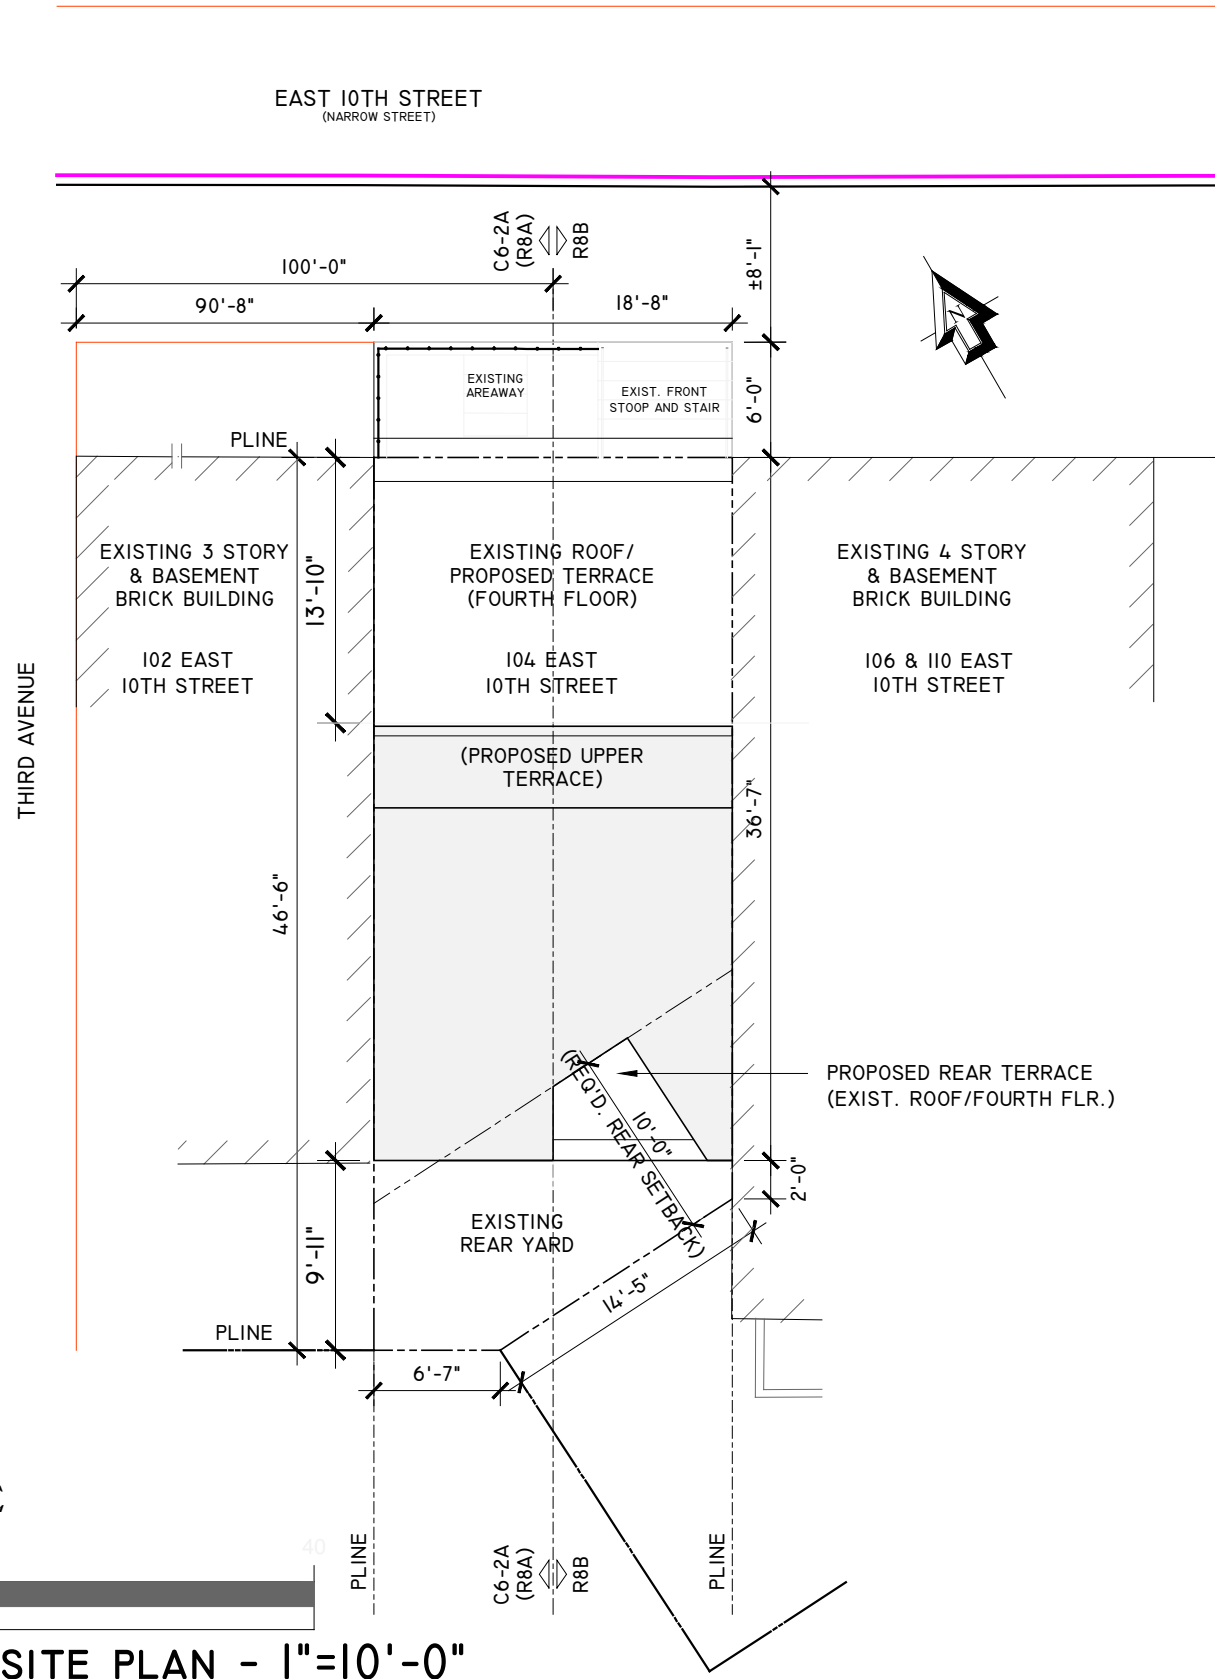 EAST 10TH STREET
(NARROW STREET)
C6-2A
(R8A)
R8B
±8'-1"
100'-0"
90'-8"
18'-8"
N
EXISTING
AREAWAY
EXIST. FRONT
STOOP AND STAIR
6'-0"
PLINE
EXISTING 3 STORY
& BASEMENT
BRICK BUILDING
102 EAST
10TH STREET
13'-10"
EXISTING ROOF/
PROPOSED TERRACE
(FOURTH FLOOR)
104 EAST
10TH STREET
EXISTING 4 STORY
& BASEMENT
BRICK BUILDING
106 & 110 EAST
10TH STREET
THIRD AVENUE
(PROPOSED UPPER
TERRACE)
36'-7"
46'-6"
PROPOSED REAR TERRACE
(EXIST. ROOF/FOURTH FLR.)
10'-0"
(REQ'D. REAR SETBACK)
2'-0"
EXISTING
REAR YARD
9'-11"
14'-5"
PLINE
6'-7"
40
PLINE
C6-2A
(R8A)
R8B
PLINE
SITE PLAN - 1"=10'-0"